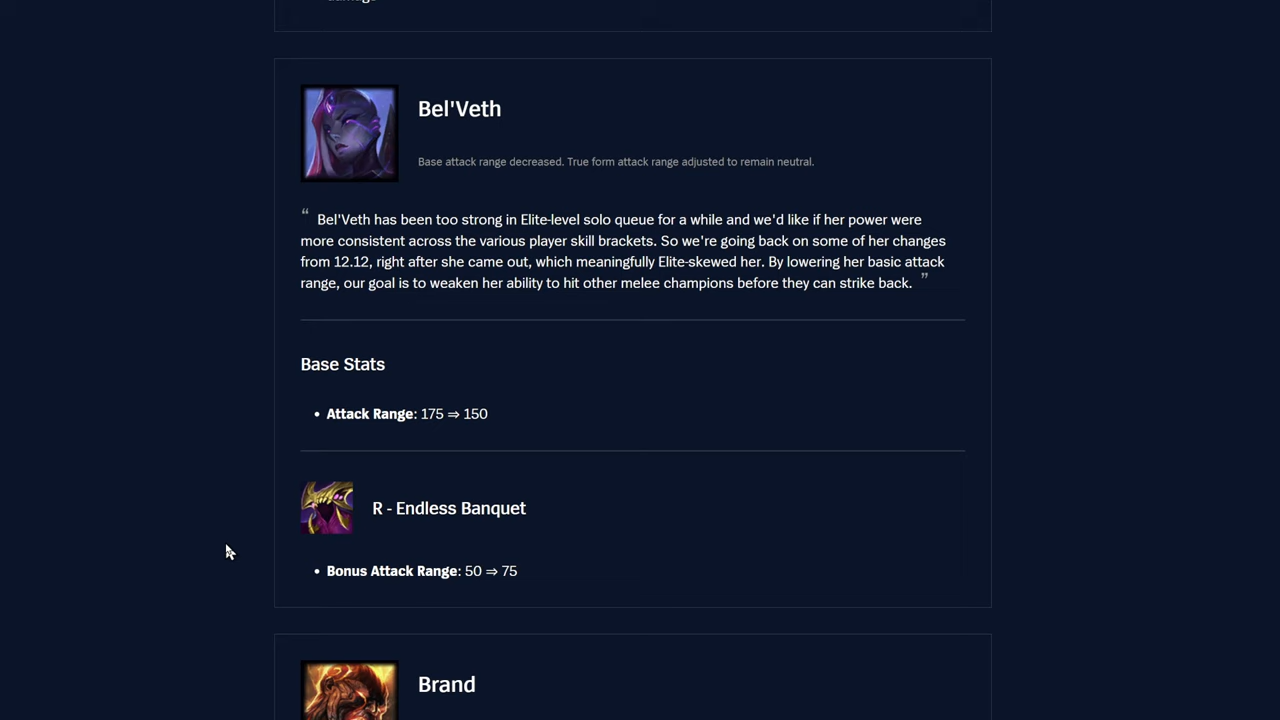 Bel'Veth
Base attack range decreased. True form attack range adjusted to remain neutral.
“ Bel'Veth has been too strong in Elite-level solo queue for a while and we'd like if her power were
more consistent across the various player skill brackets. So we're going back on some of her changes
from 12.12, right after she came out, which meaningfully Elite-skewed her. By lowering her basic attack
range, our goal is to weaken her ability to hit other melee champions before they can strike back. ”
Base Stats
• Attack Range: 175 ⇒ 150
R - Endless Banquet
• Bonus Attack Range: 50 ⇒ 75
Brand